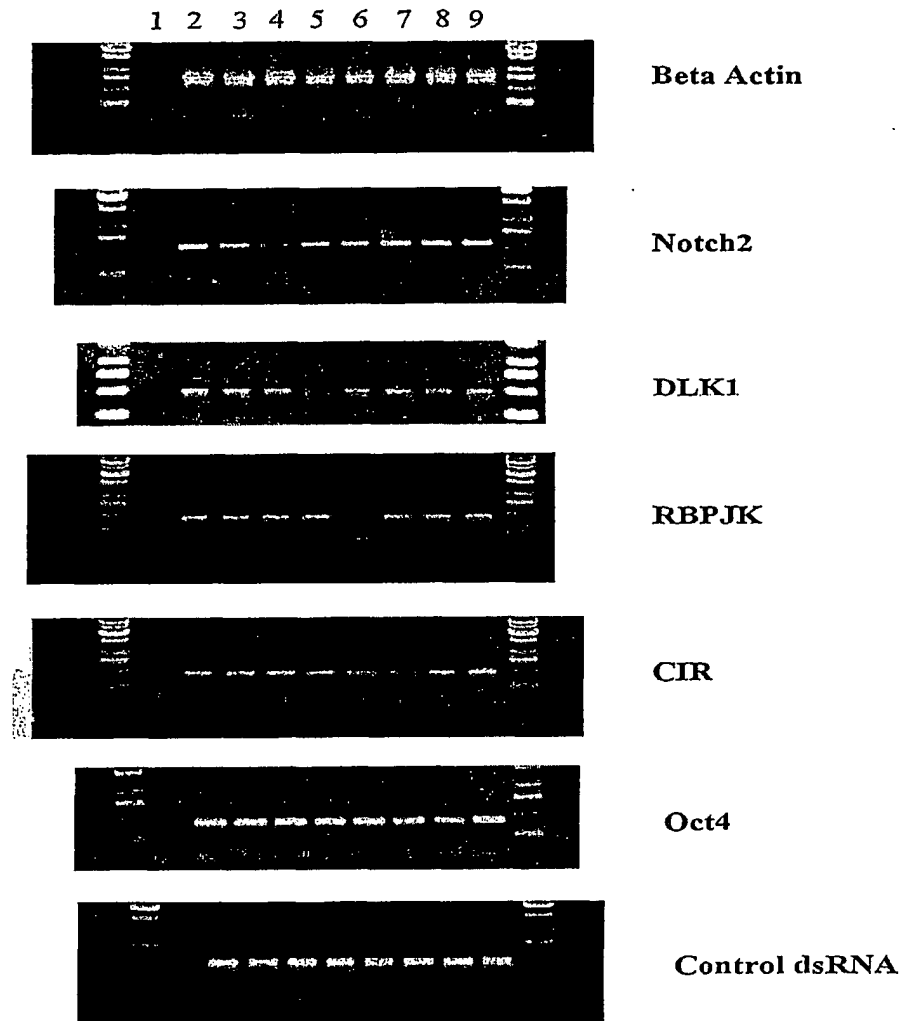 1 2 3 4 5 6 7 8 9
Beta Actin
Notch2
DLK1
RBPJK
CIR
Oct4
Control dsRNA